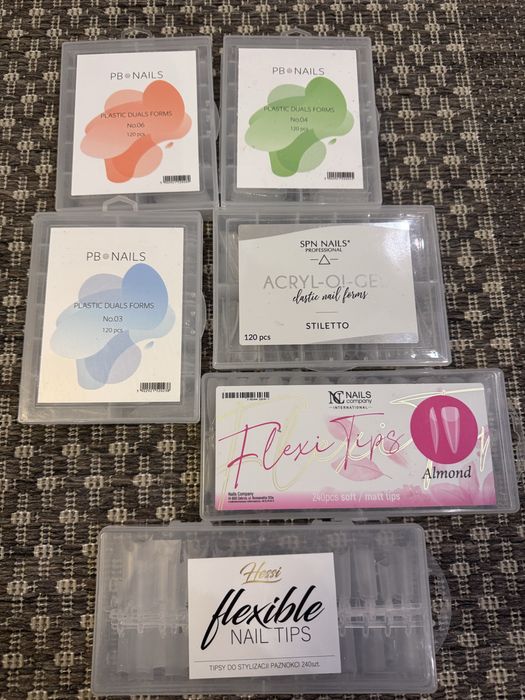 PB NAILS
PLASTIC DUALS FORMS
No.06
120 pcs
PB NAILS
PLASTIC DUALS FORMS
No.04
120 pcs
PB NAILS
PLASTIC DUALS FORMS
No.03
120 pcs
SPN NAILS®
PROFESSIONAL
ACRYL-O!-GEL
elastic nail forms
STILETTO
120 pcs
NC NAILS
company
INTERNATIONAL
Flexi Tips
Almond
240pcs soft / matt tips
Nails Company
Hessi
flexible
NAIL TIPS
TIPSY DO STYLIZACJI PAZNOKCI 240szt.